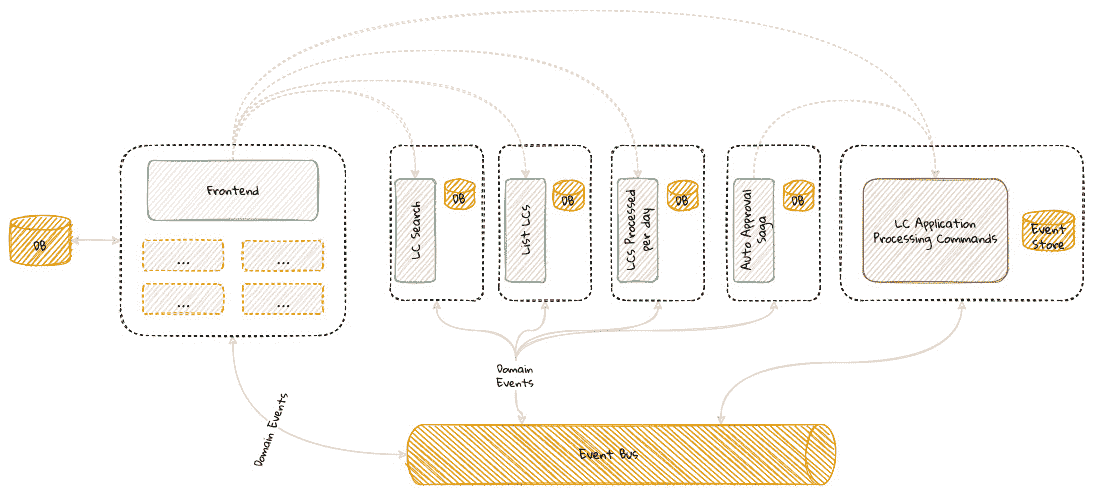 Frontend
DB
...
...
...
...
LC Search
DB
List LCs
DB
LCs Processed
per day
DB
Auto Approval
Saga
DB
LC Application
Processing Commands
Event
Store
Domain
Events
Domain Events
Event Bus